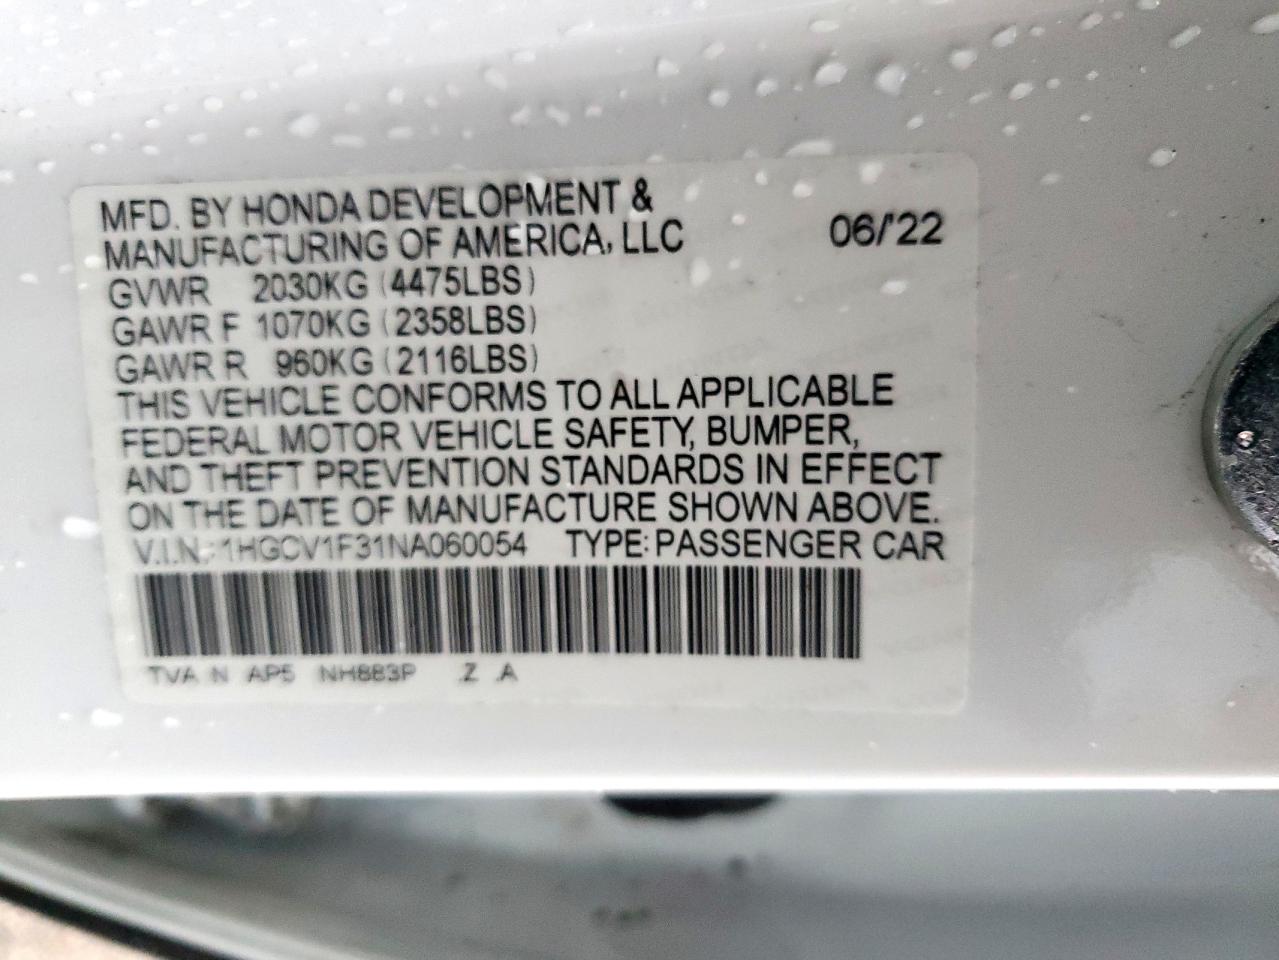 MFD. BY HONDA DEVELOPMENT &
MANUFACTURING OF AMERICA, LLC 06/'22
GVWR 2030KG (4475LBS)
GAWR F 1070KG (2358LBS)
GAWR R 960KG (2116LBS)
THIS VEHICLE CONFORMS TO ALL APPLICABLE
FEDERAL MOTOR VEHICLE SAFETY, BUMPER,
AND THEFT PREVENTION STANDARDS IN EFFECT
ON THE DATE OF MANUFACTURE SHOWN ABOVE.
V.I.N.: 1HGCV1F31NA060054 TYPE: PASSENGER CAR
TVA N AP5 NH883P .Z .A